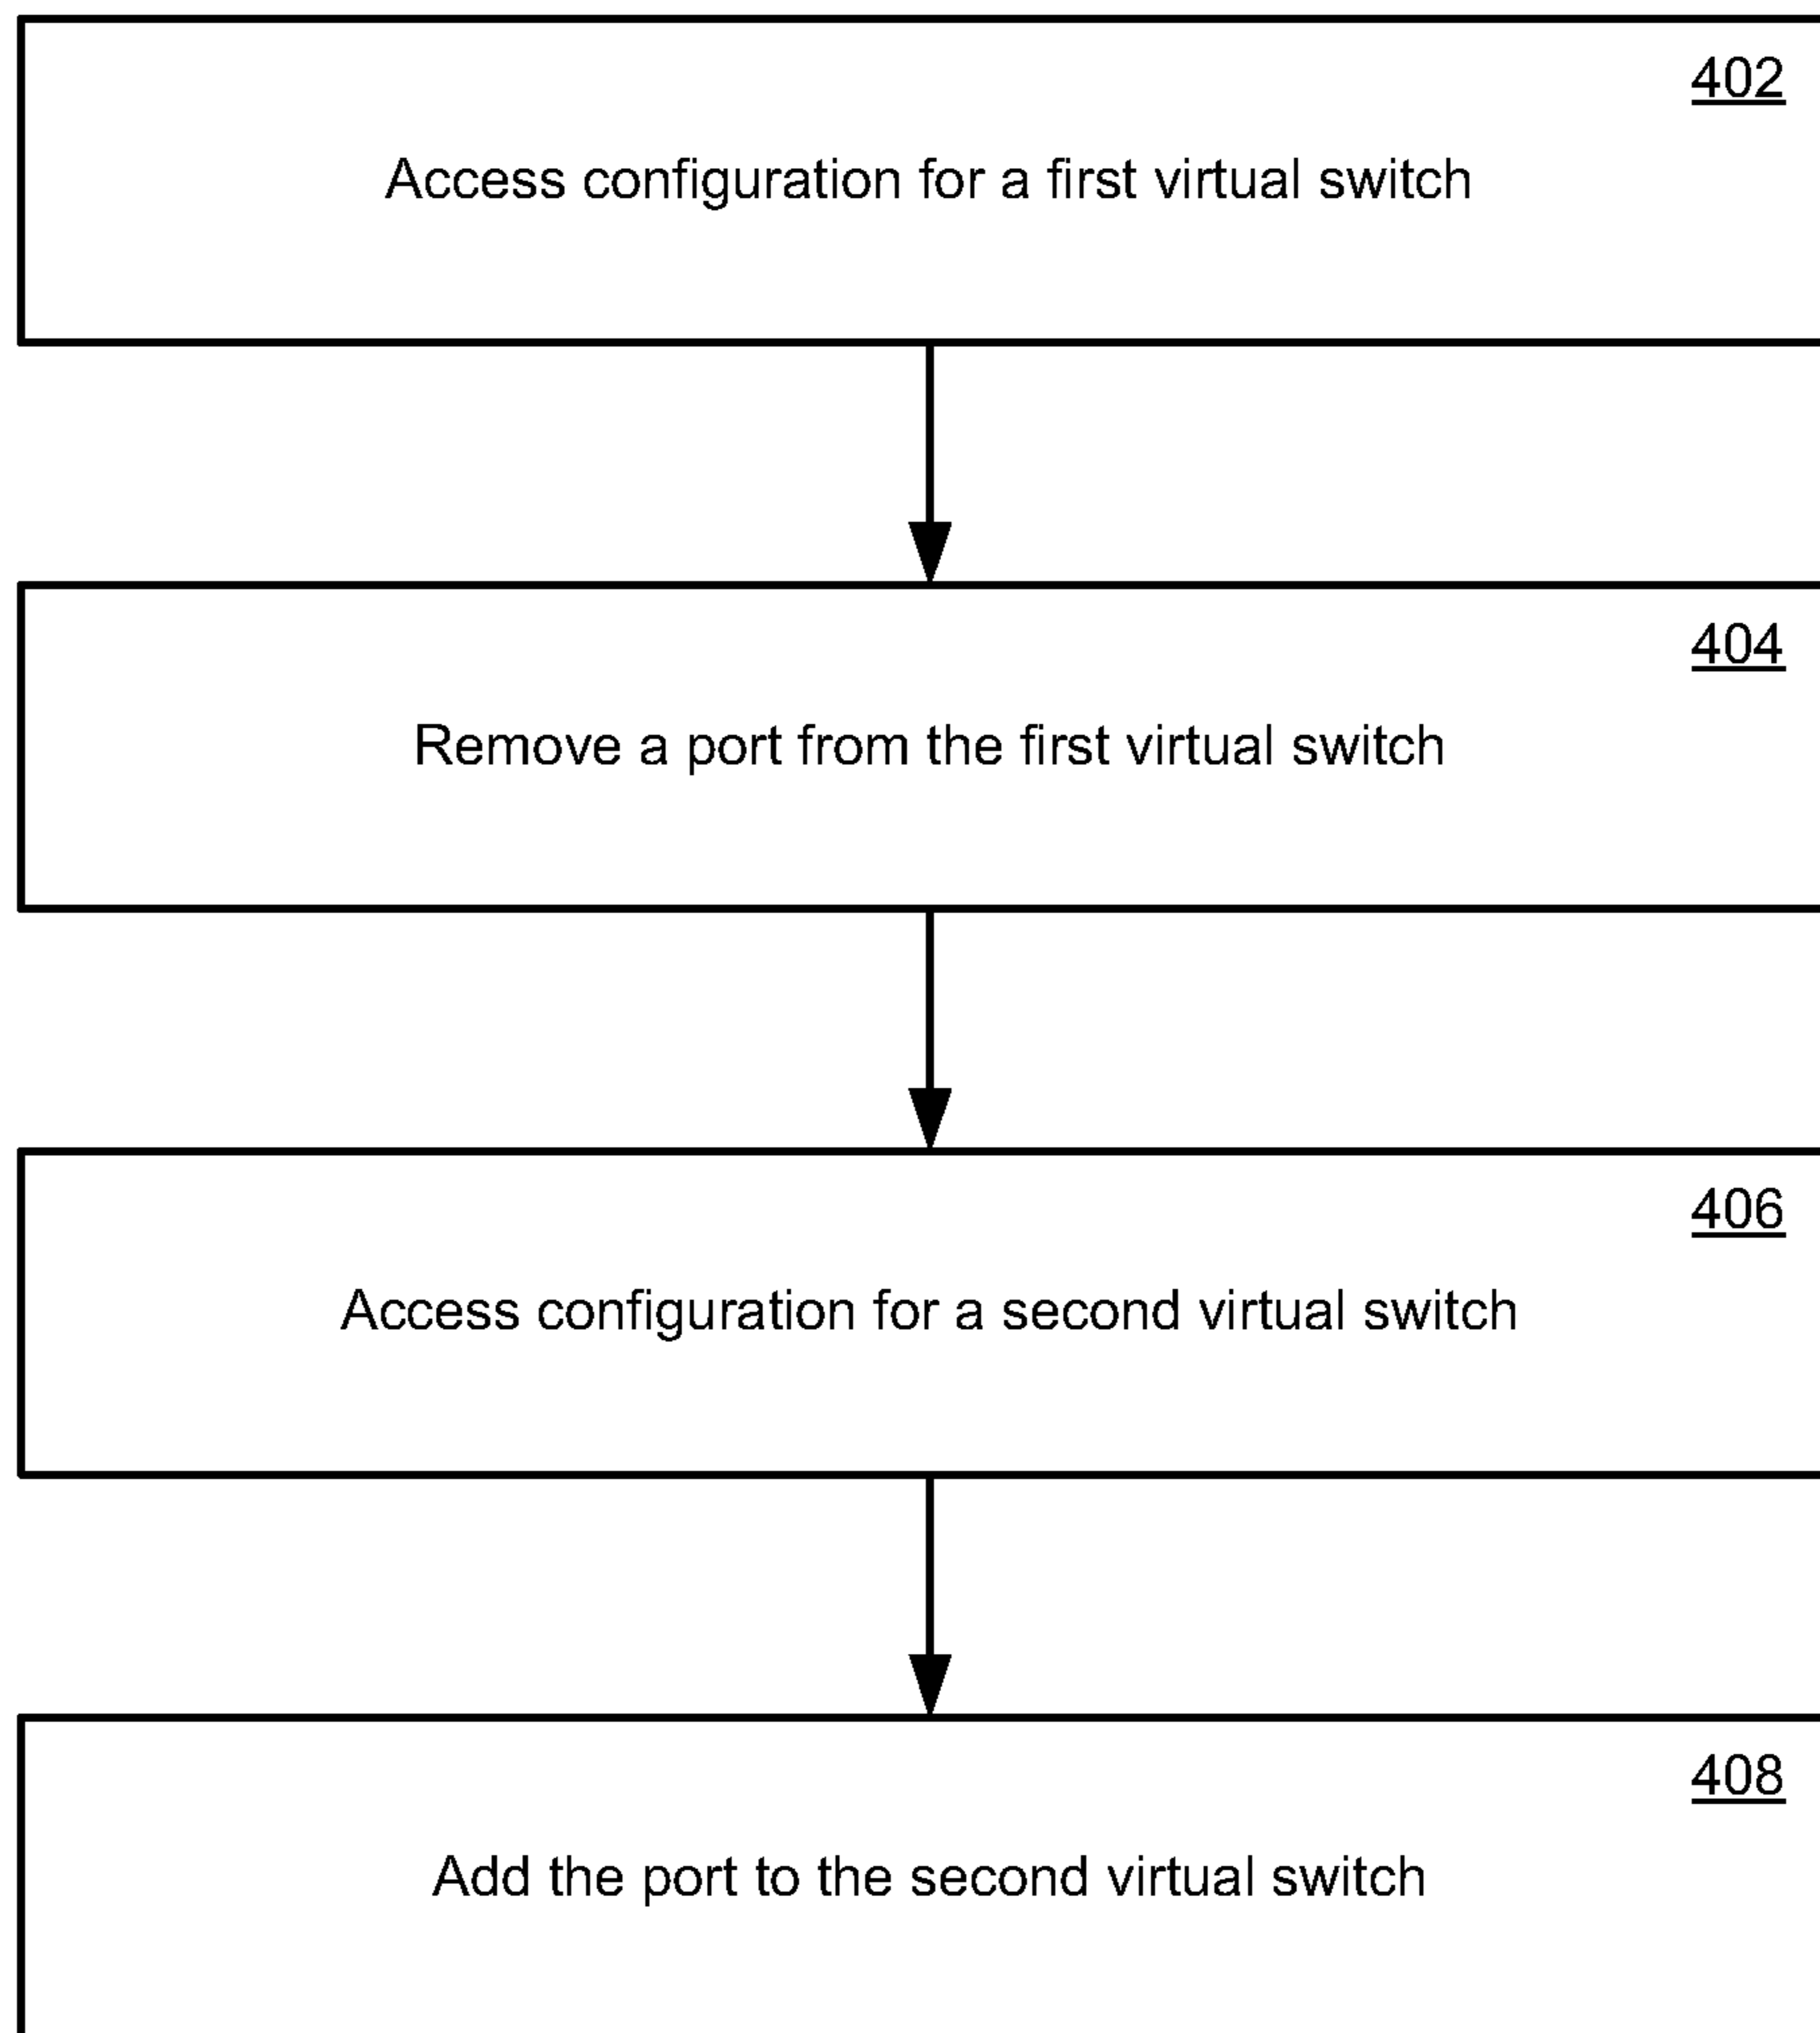 402
Access configuration for a first virtual switch
404
Remove a port from the first virtual switch
406
Access configuration for a second virtual switch
408
Add the port to the second virtual switch